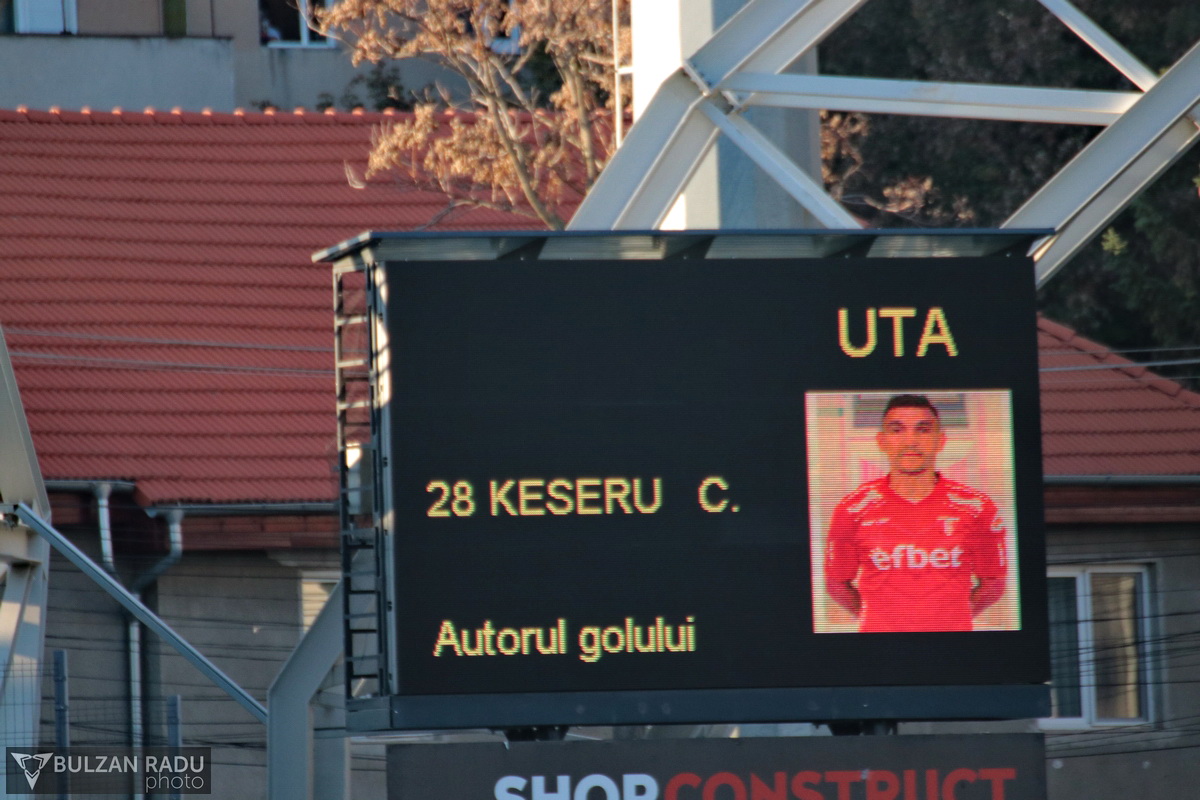 UTA
28 KESERU C.
efbet
Autorul golului
SHOPCONSTRUCT
BULZAN RADU
photo